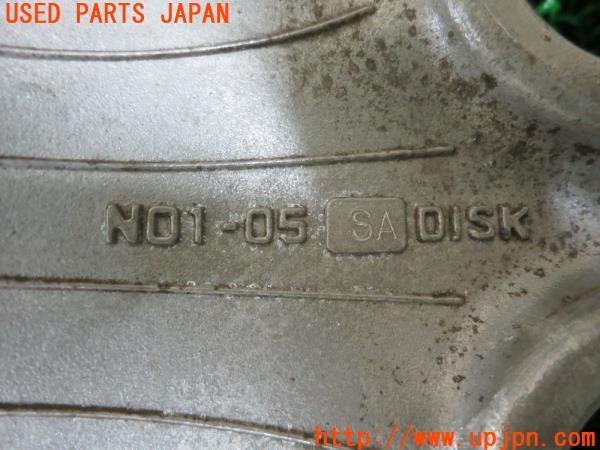 USED PARTS JAPAN
N01-05 SA DISK
http://www.upjpn.com